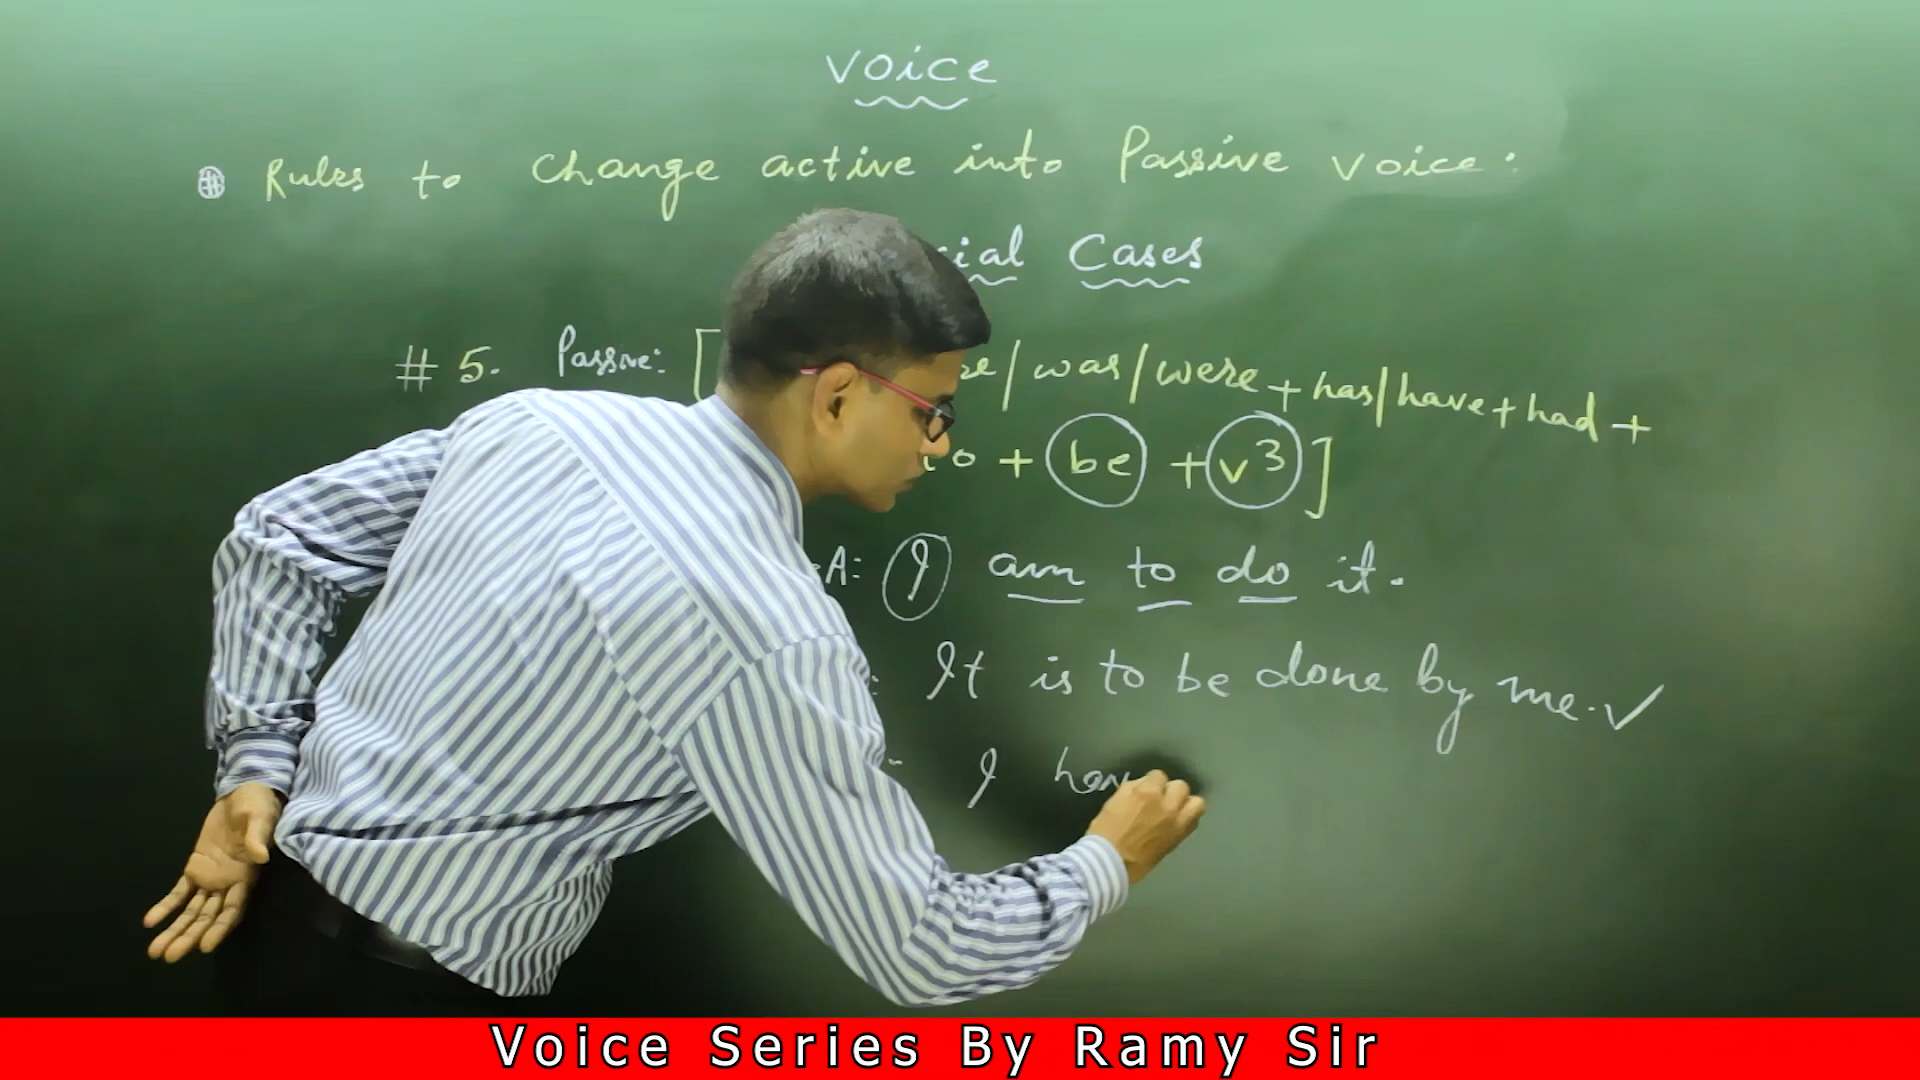 Voice
Rules to change active into Passive voice:
Cases
# 5. Passive: [ /was/were + has/have + had +
+ be + v3 ]
A: I am to do it.
It is to be done by me. ✓
I
Voice Series By Ramy Sir